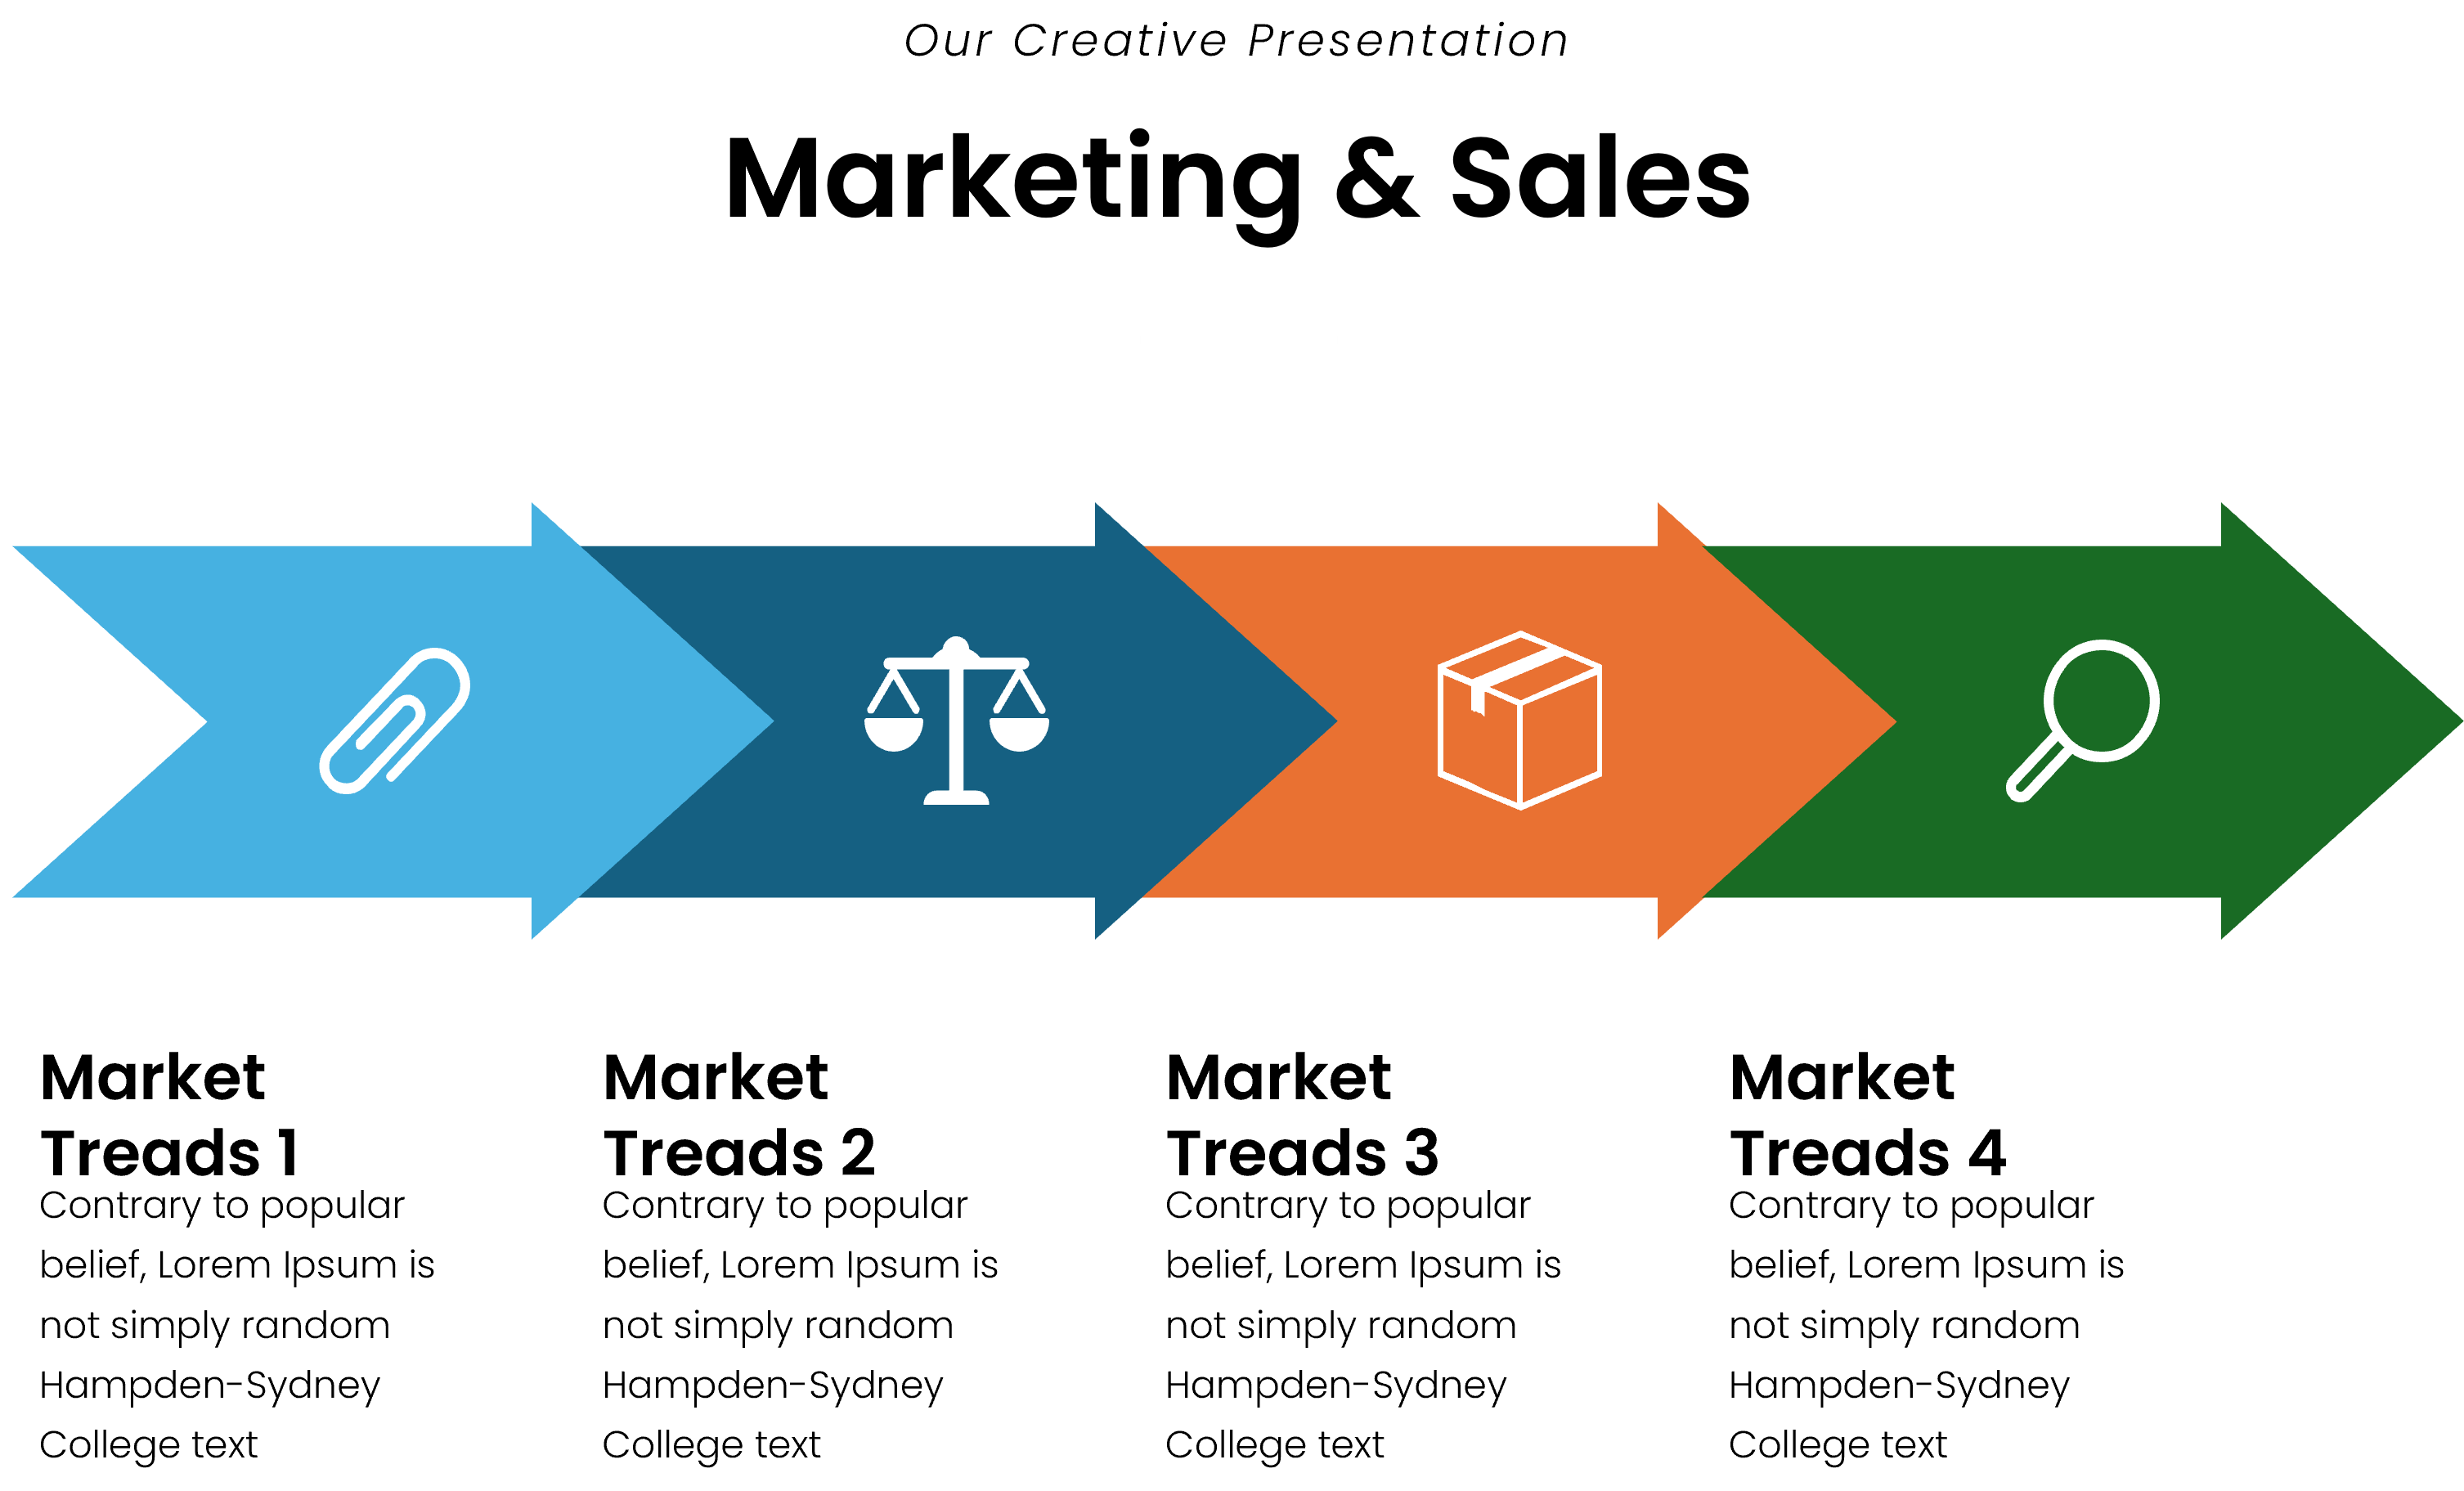 Our Creative Presentation
Marketing & Sales
Market
Treads 1
Contrary to popular
belief, Lorem Ipsum is
not simply random
Hampden-Sydney
College text
Market
Treads 2
Contrary to popular
belief, Lorem Ipsum is
not simply random
Hampden-Sydney
College text
Market
Treads 3
Contrary to popular
belief, Lorem Ipsum is
not simply random
Hampden-Sydney
College text
Market
Treads 4
Contrary to popular
belief, Lorem Ipsum is
not simply random
Hampden-Sydney
College text